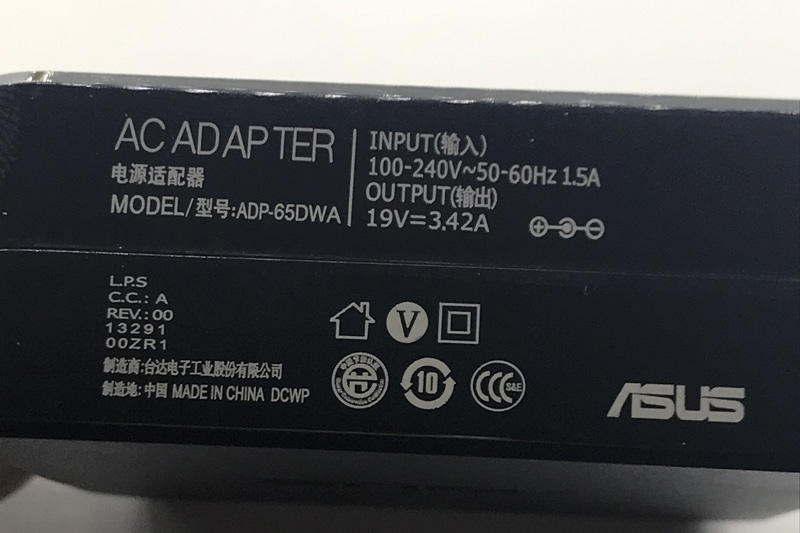 AC ADAPTER
电源适配器
MODEL/型号:ADP-65DWA
INPUT(输入)
100-240V~50-60Hz 1.5A
OUTPUT(输出)
19V=3.42A
L.P.S
C.C.: A
REV.: 00
13291
00ZR1
制造商:台达电子工业股份有限公司
制造地: 中国 MADE IN CHINA DCWP
V
10
CCC S&E
ASUS